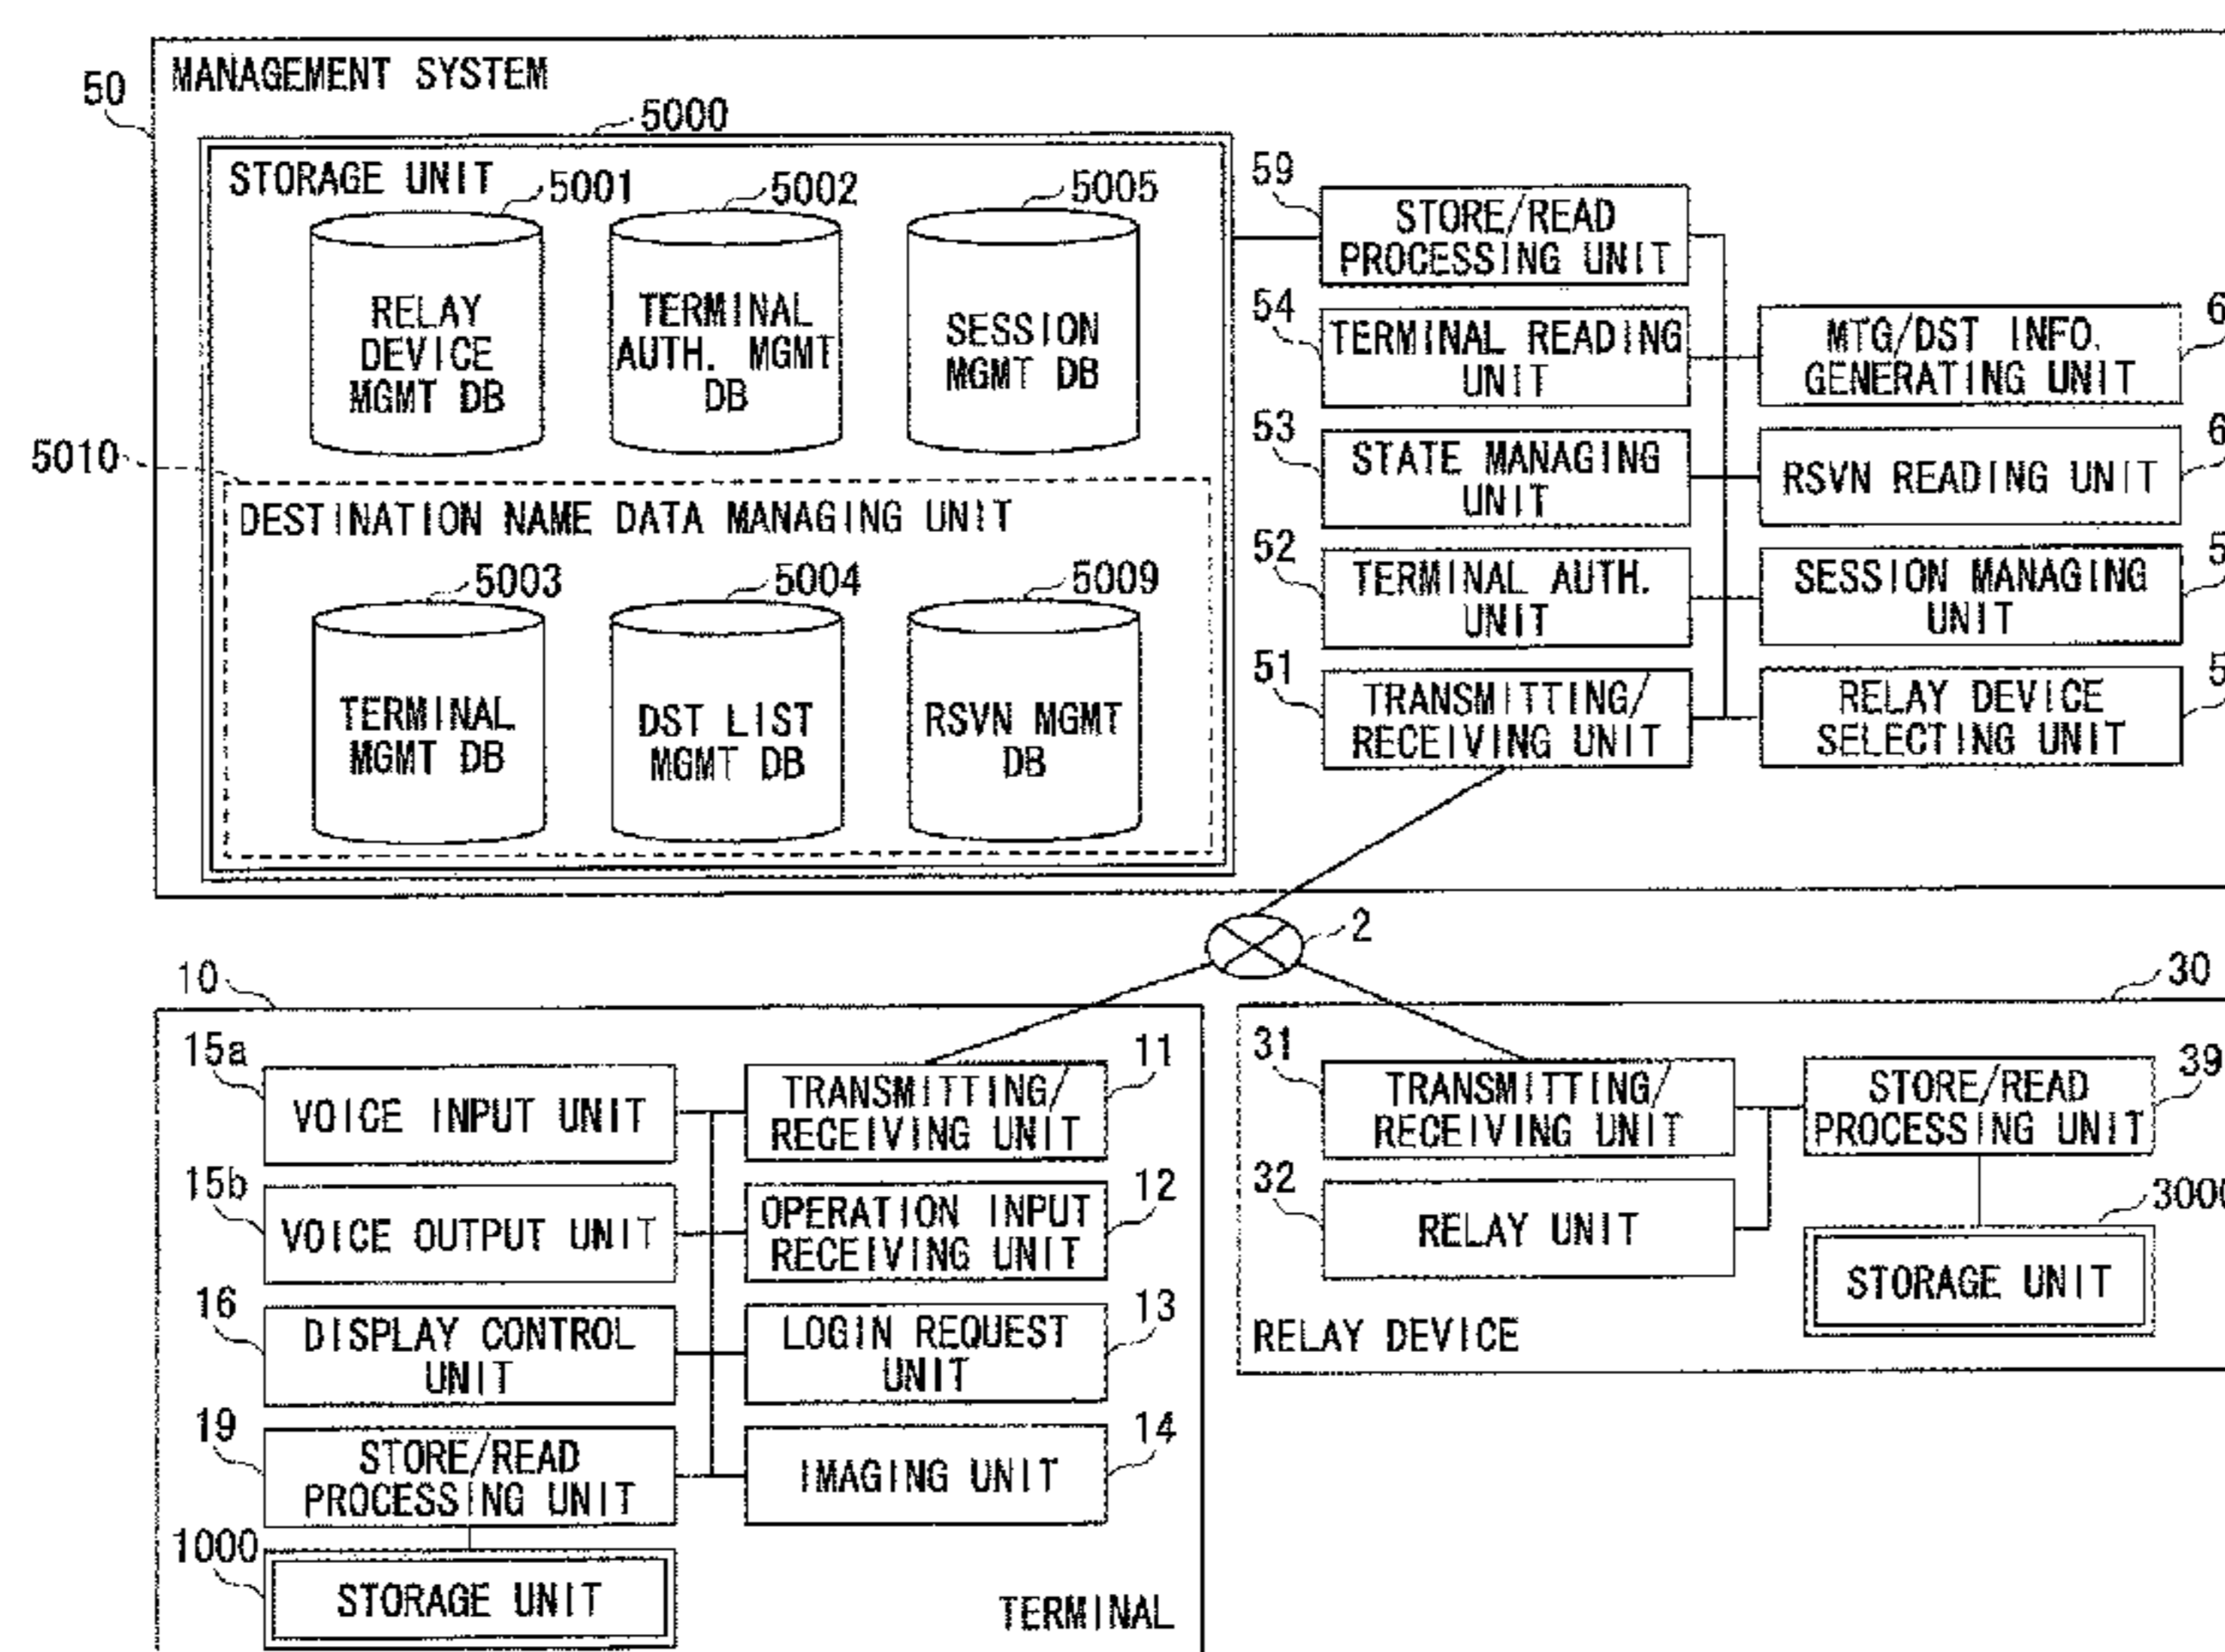 50
MANAGEMENT SYSTEM
5000
STORAGE UNIT
5001
5002
5005
RELAY
DEVICE
MGMT DB
TERMINAL
AUTH. MGMT
DB
SESSION
MGMT DB
5010
DESTINATION NAME DATA MANAGING UNIT
5003
5004
5009
TERMINAL
MGMT DB
DST LIST
MGMT DB
RSVN MGMT
DB
59
STORE/READ
PROCESSING UNIT
54
TERMINAL READING
UNIT
MTG/DST INFO.
GENERATING UNIT
53
STATE MANAGING
UNIT
RSVN READING UNIT
52
TERMINAL AUTH.
UNIT
SESSION MANAGING
UNIT
51
TRANSMITTING/
RECEIVING UNIT
RELAY DEVICE
SELECTING UNIT
2
10
15a
VOICE INPUT UNIT
TRANSMITTING/
RECEIVING UNIT
11
15b
VOICE OUTPUT UNIT
OPERATION INPUT
RECEIVING UNIT
12
16
DISPLAY CONTROL
UNIT
LOGIN REQUEST
UNIT
13
19
STORE/READ
PROCESSING UNIT
IMAGING UNIT
14
1000
STORAGE UNIT
TERMINAL
30
31
TRANSMITTING/
RECEIVING UNIT
STORE/READ
PROCESSING UNIT
39
32
RELAY UNIT
3000
STORAGE UNIT
RELAY DEVICE